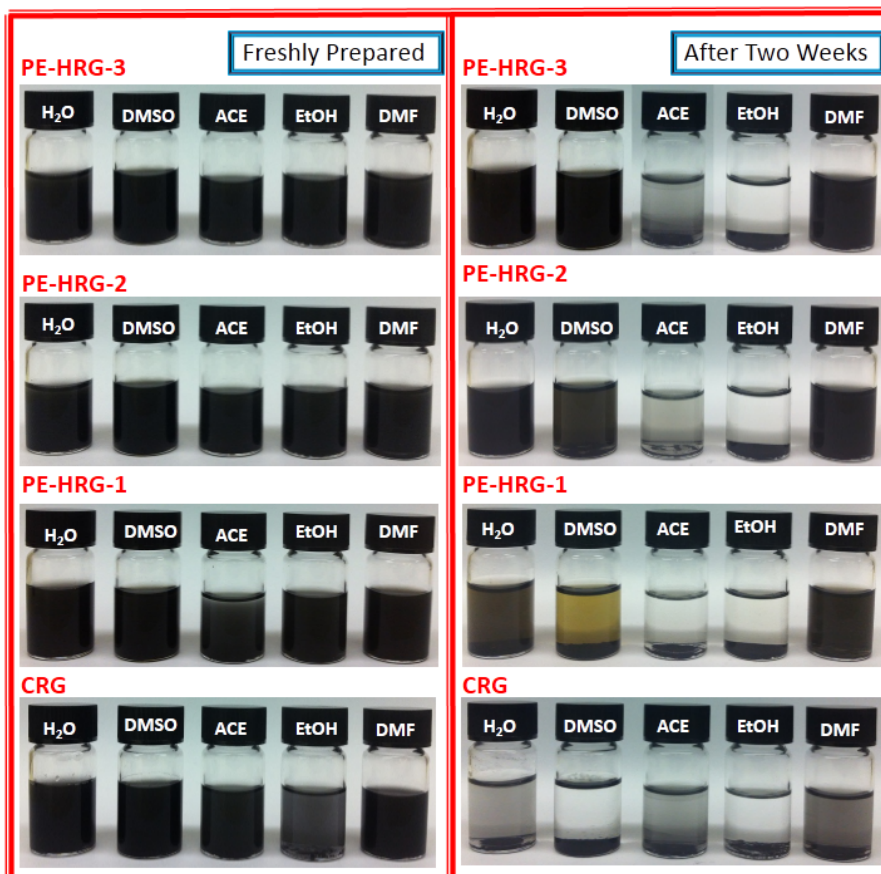 Freshly Prepared
PE-HRG-3
H₂O DMSO ACE EtOH DMF
PE-HRG-2
H₂O DMSO ACE EtOH DMF
PE-HRG-1
H₂O DMSO ACE EtOH DMF
CRG
H₂O DMSO ACE EtOH DMF
After Two Weeks
PE-HRG-3
H₂O DMSO ACE EtOH DMF
PE-HRG-2
H₂O DMSO ACE EtOH DMF
PE-HRG-1
H₂O DMSO ACE EtOH DMF
CRG
H₂O DMSO ACE EtOH DMF